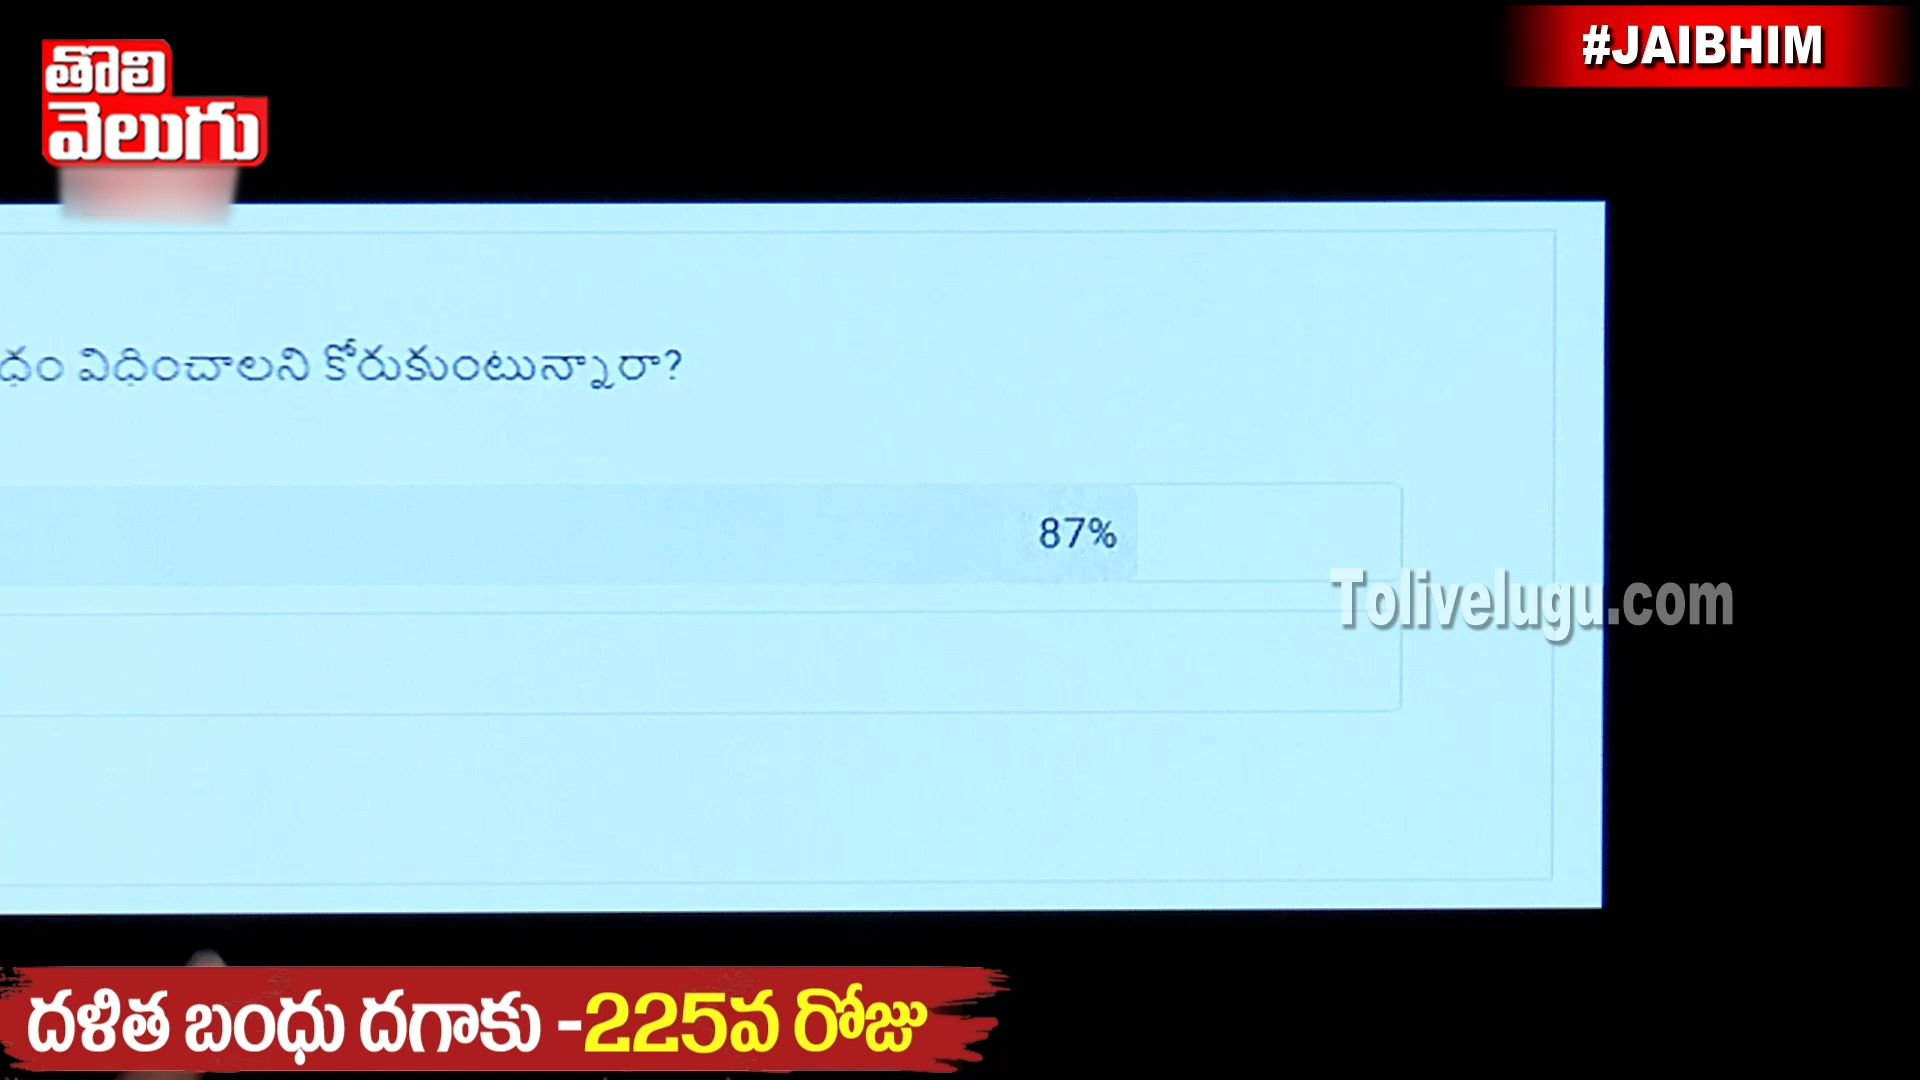 #JAIBHIM
తొలి
వెలుగు
ధం విధించాలని కోరుకుంటున్నారా?
87%
Tolivelugu.com
దళిత బంధు దగాకు -225వ రోజు